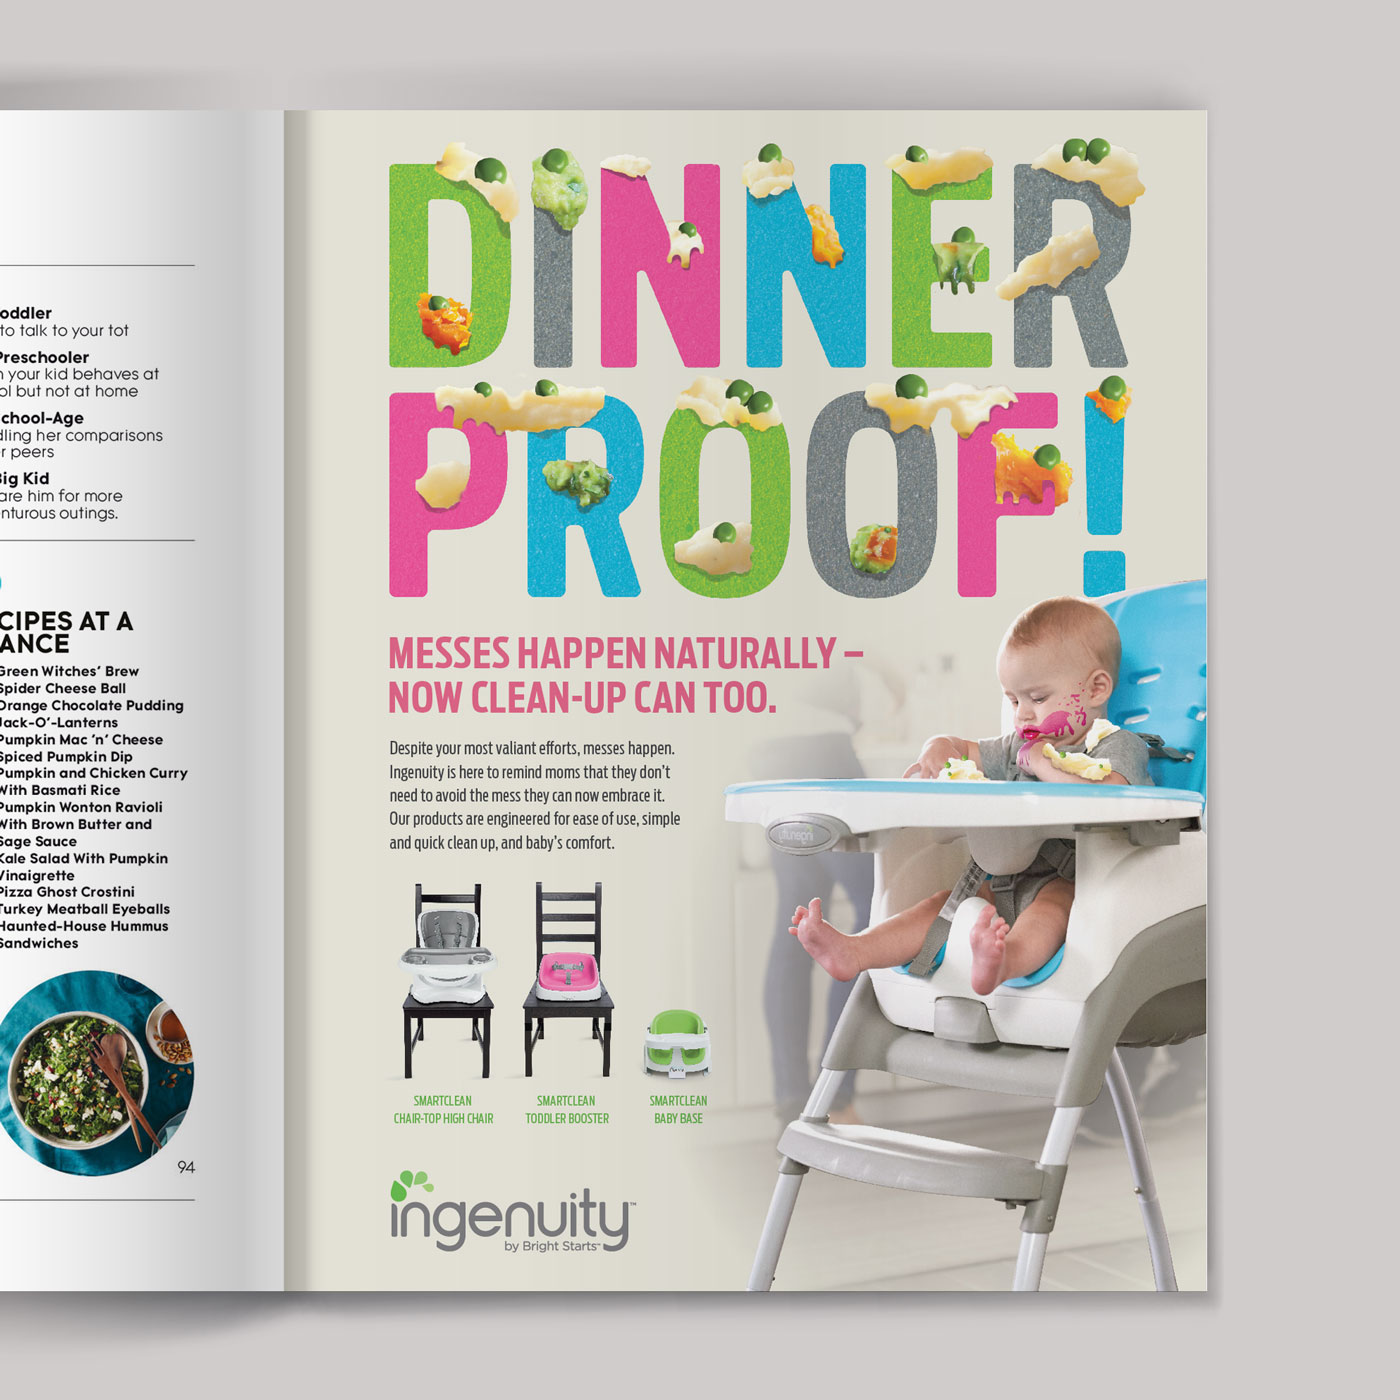 oddler
to talk to your tot
Preschooler
n your kid behaves at
ol but not at home
chool-Age
dling her comparisons
r peers
Big Kid
are him for more
enturous outings.
CIPES AT A
ANCE
Green Witches’ Brew
Spider Cheese Ball
Orange Chocolate Pudding
Jack-O’-Lanterns
Pumpkin Mac ’n’ Cheese
Spiced Pumpkin Dip
Pumpkin and Chicken Curry
With Basmati Rice
Pumpkin Wonton Ravioli
With Brown Butter and
Sage Sauce
Kale Salad With Pumpkin
Vinaigrette
Pizza Ghost Crostini
Turkey Meatball Eyeballs
Haunted-House Hummus
Sandwiches
94
DINNER
PROOF!
MESSES HAPPEN NATURALLY –
NOW CLEAN-UP CAN TOO.
Despite your most valiant efforts, messes happen.
Ingenuity is here to remind moms that they don’t
need to avoid the mess they can now embrace it.
Our products are engineered for ease of use, simple
and quick clean up, and baby’s comfort.
SMARTCLEAN
CHAIR-TOP HIGH CHAIR
SMARTCLEAN
TODDLER BOOSTER
SMARTCLEAN
BABY BASE
ingenuity™
by Bright Starts™